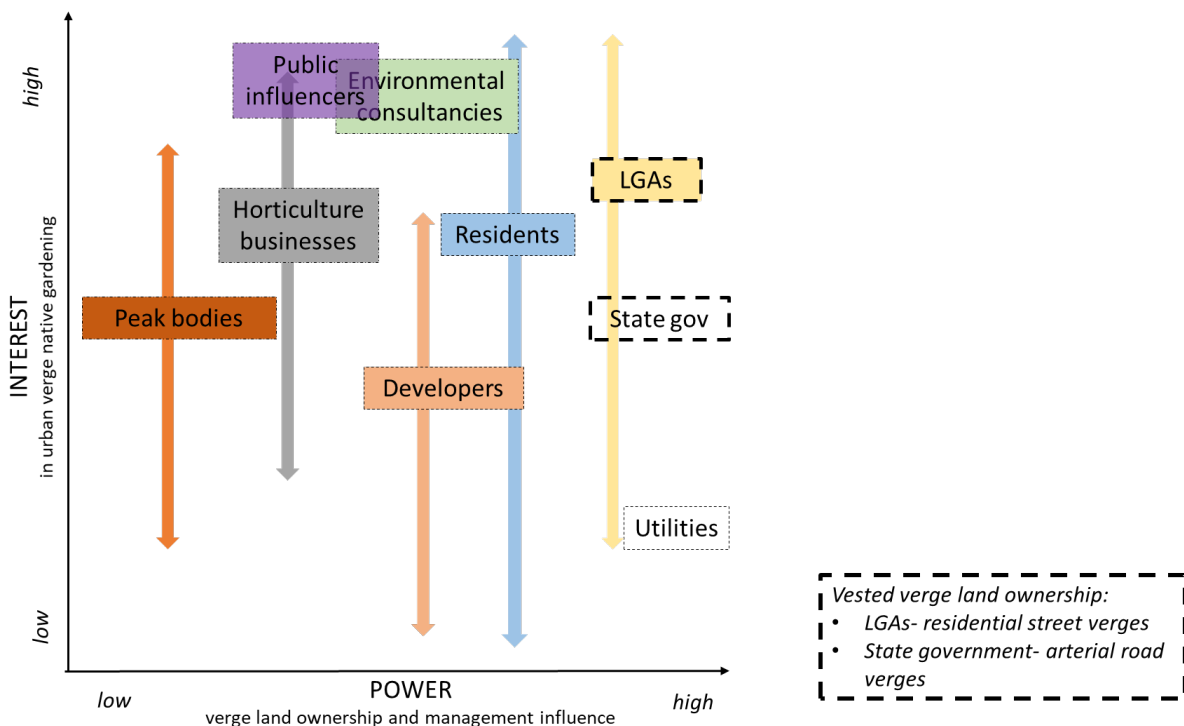 high
INTEREST
in urban verge native gardening
low
Public
influencers
Environmental
consultancies
LGAs
Horticulture
businesses
Residents
Peak bodies
State gov
Developers
Utilities
low
POWER
high
verge land ownership and management influence
Vested verge land ownership:
• LGAs- residential street verges
• State government- arterial road
verges